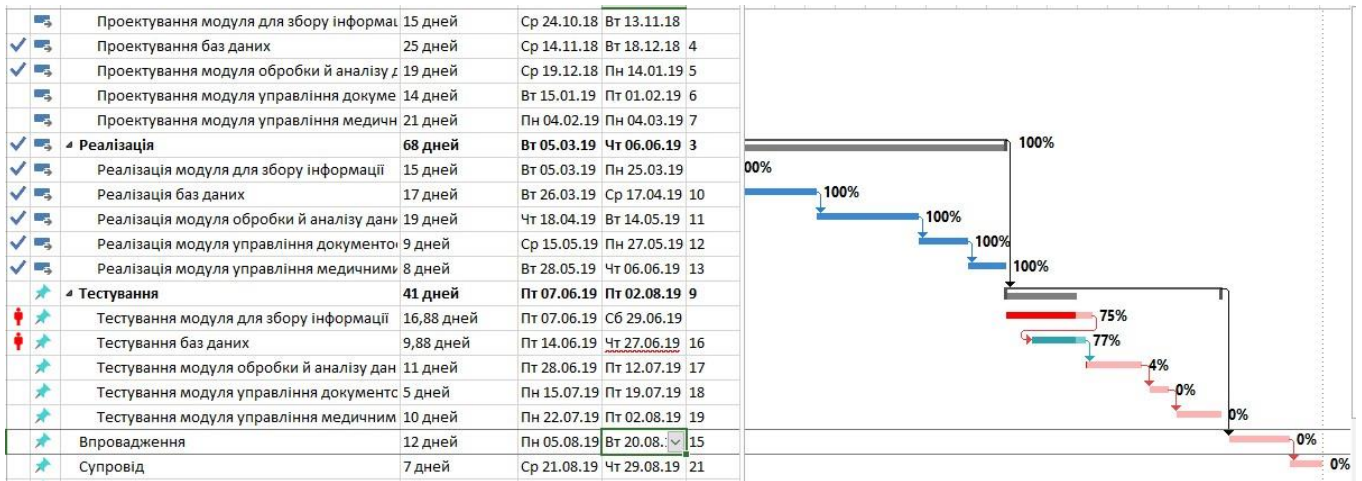 Проектування модуля для збору інформац 15 дней Ср 24.10.18 Вт 13.11.18
Проектування баз даних 25 дней Ср 14.11.18 Вт 18.12.18 4
Проектування модуля обробки й аналізу д 19 дней Ср 19.12.18 Пн 14.01.19 5
Проектування модуля управління докуме 14 дней Вт 15.01.19 Пт 01.02.19 6
Проектування модуля управління медичн 21 дней Пн 04.02.19 Пн 04.03.19 7
Реалізація 68 дней Вт 05.03.19 Чт 06.06.19 3 100%
Реалізація модуля для збору інформації 15 дней Вт 05.03.19 Пн 25.03.19 00%
Реалізація баз даних 17 дней Вт 26.03.19 Ср 17.04.19 10 100%
Реалізація модуля обробки й аналізу дани 19 дней Чт 18.04.19 Вт 14.05.19 11 100%
Реалізація модуля управління документо 9 дней Ср 15.05.19 Пн 27.05.19 12 100%
Реалізація модуля управління медичними 8 дней Вт 28.05.19 Чт 06.06.19 13 100%
Тестування 41 дней Пт 07.06.19 Пт 02.08.19 9
Тестування модуля для збору інформації 16,88 дней Пт 07.06.19 Сб 29.06.19 75%
Тестування баз даних 9,88 дней Пт 14.06.19 Чт 27.06.19 16 77%
Тестування модуля обробки й аналізу дан 11 дней Пт 28.06.19 Пт 12.07.19 17 4%
Тестування модуля управління документо 5 дней Пн 15.07.19 Пт 19.07.19 18 0%
Тестування модуля управління медичним 10 дней Пн 22.07.19 Пт 02.08.19 19 0%
Впровадження 12 дней Пн 05.08.19 Вт 20.08.1 15 0%
Супровід 7 дней Ср 21.08.19 Чт 29.08.19 21 0%